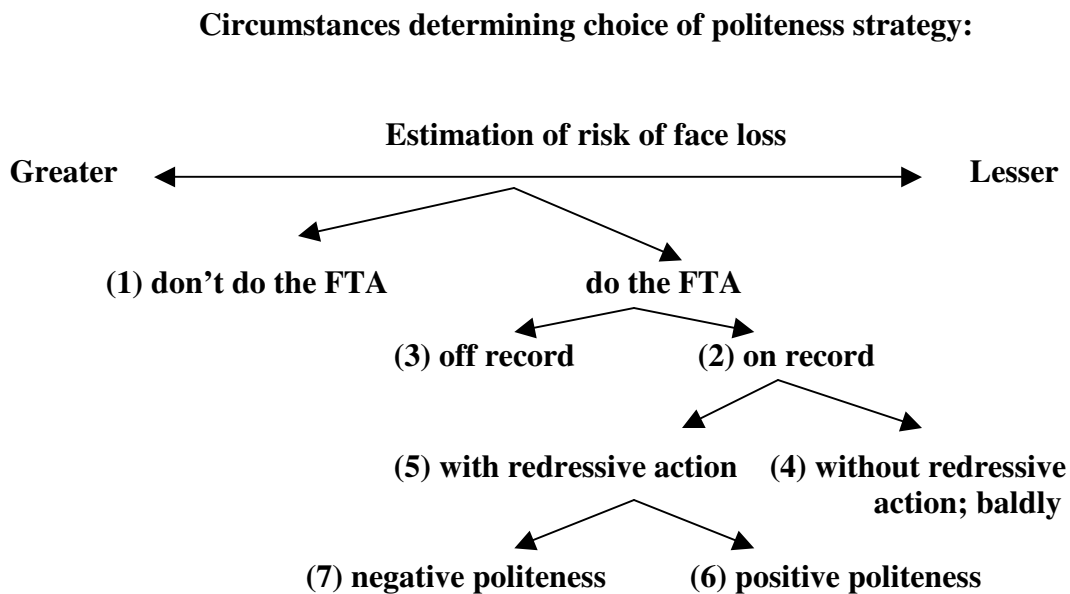 Circumstances determining choice of politeness strategy:
Estimation of risk of face loss
Greater Lesser
(1) don’t do the FTA do the FTA
(3) off record (2) on record
(5) with redressive action (4) without redressive
action; baldly
(7) negative politeness (6) positive politeness